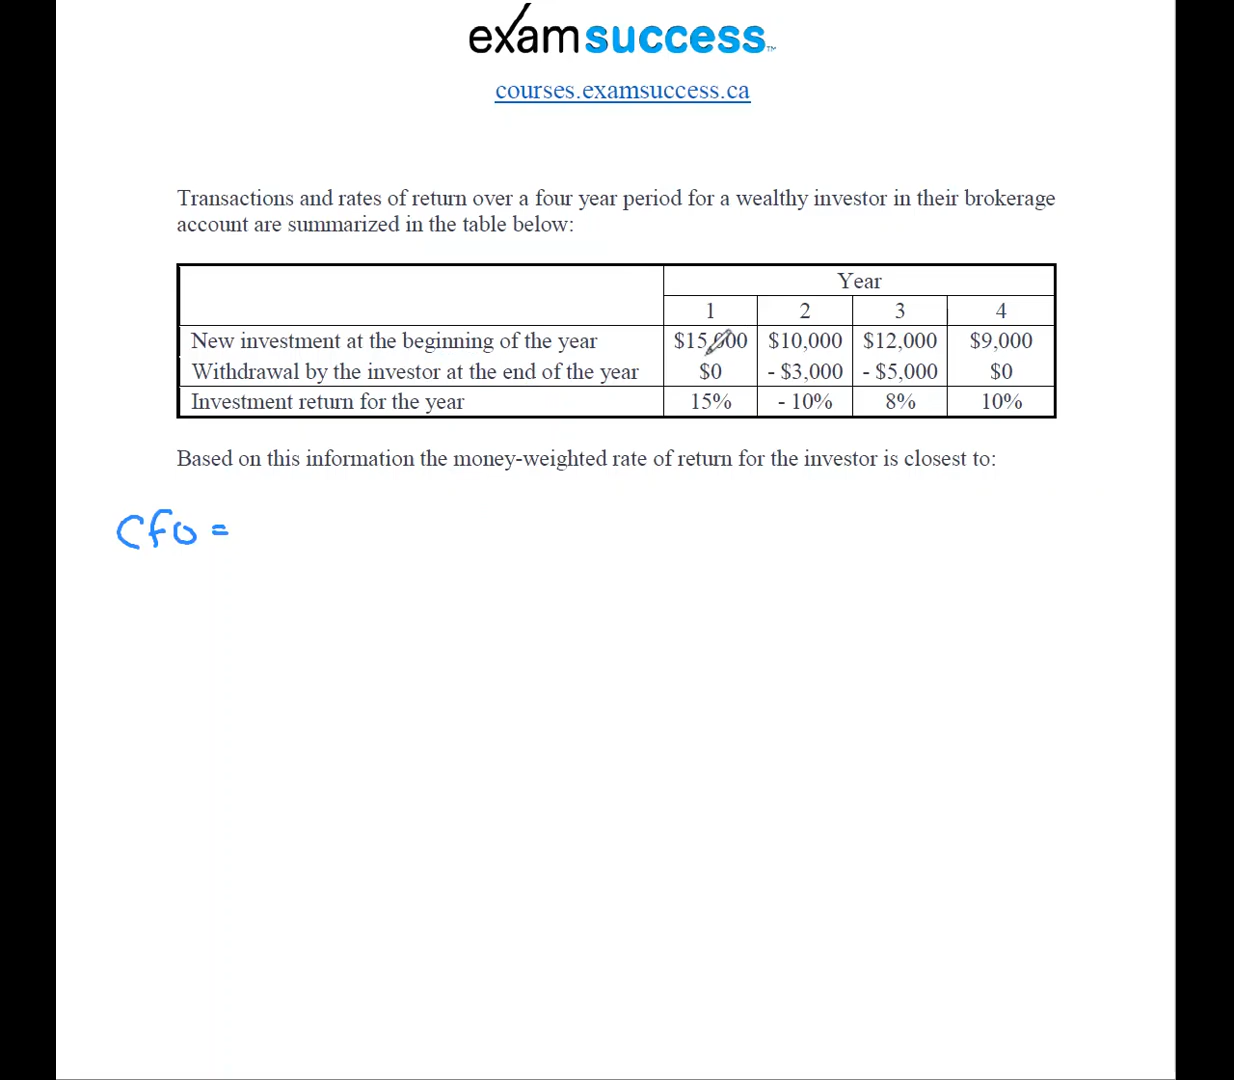 examsuccess™
courses.examsuccess.ca
Transactions and rates of return over a four year period for a wealthy investor in their brokerage
account are summarized in the table below:
Year
1 2 3 4
New investment at the beginning of the year $15,000 $10,000 $12,000 $9,000
Withdrawal by the investor at the end of the year $0 - $3,000 - $5,000 $0
Investment return for the year 15% - 10% 8% 10%
Based on this information the money-weighted rate of return for the investor is closest to:
CF0 =